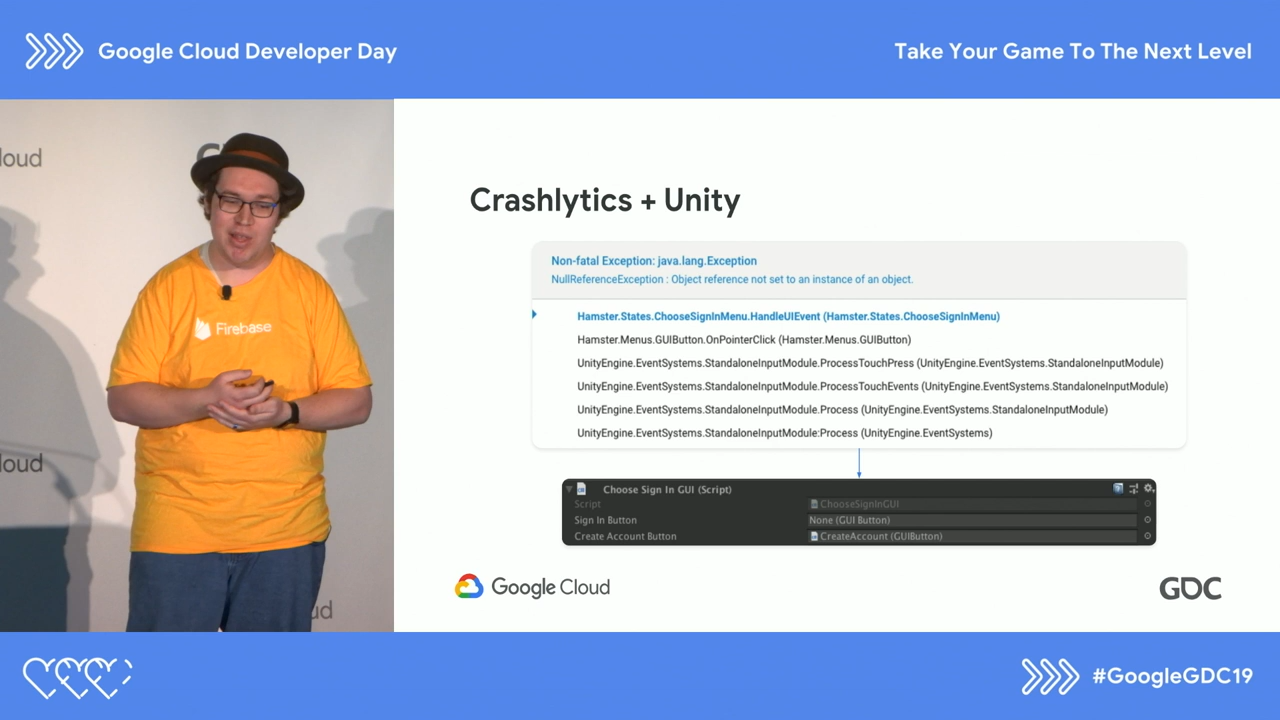 Google Cloud Developer Day
Take Your Game To The Next Level
loud
C
loud
ud
Firebase
Crashlytics + Unity
Non-fatal Exception: java.lang.Exception
NullReferenceException : Object reference not set to an instance of an object.
Hamster.States.ChooseSignInMenu.HandleUIEvent (Hamster.States.ChooseSignInMenu)
Hamster.Menus.GUIButton.OnPointerClick (Hamster.Menus.GUIButton)
UnityEngine.EventSystems.StandaloneInputModule.ProcessTouchPress (UnityEngine.EventSystems.StandaloneInputModule)
UnityEngine.EventSystems.StandaloneInputModule.ProcessTouchEvents (UnityEngine.EventSystems.StandaloneInputModule)
UnityEngine.EventSystems.StandaloneInputModule.Process (UnityEngine.EventSystems.StandaloneInputModule)
UnityEngine.EventSystems.StandaloneInputModule:Process (UnityEngine.EventSystems)
Choose Sign In GUI (Script)
Script ChooseSignInGUI
Sign In Button None (GUI Button)
Create Account Button CreateAccount (GUIButton)
Google Cloud
GDC
#GoogleGDC19